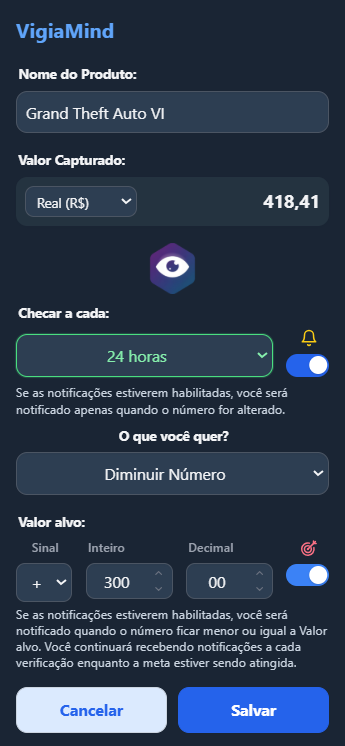 VigiaMind
Nome do Produto:
Grand Theft Auto VI
Valor Capturado:
Real (R$)
418,41
Checar a cada:
24 horas
Se as notificações estiverem habilitadas, você será
notificado apenas quando o número for alterado.
O que você quer?
Diminuir Número
Valor alvo:
Sinal Inteiro Decimal
+ 300 00
Se as notificações estiverem habilitadas, você será
notificado quando o número ficar menor ou igual a Valor
alvo. Você continuará recebendo notificações a cada
verificação enquanto a meta estiver sendo atingida.
Cancelar
Salvar